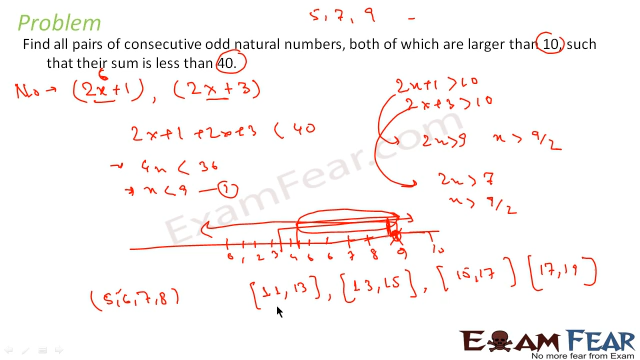 Problem
5, 7, 9 -
Find all pairs of consecutive odd natural numbers, both of which are larger than 10, such
that their sum is less than 40.
6
No → (2x+1), (2x+3)
2x+1 > 10
2x+3 > 10
2x+1 +2x+3 < 40
2x>9 x > 9/2
→ 4x < 36
2x > 7
→ x < 9 — ①
x > 9/2
ExamFear.com
0 1 2 3 4 5 6 7 8 9 10
(5,6,7,8) [11, 13], [13, 15], [15, 17] [17, 19]
EXAM FEAR
No more fear from Exam